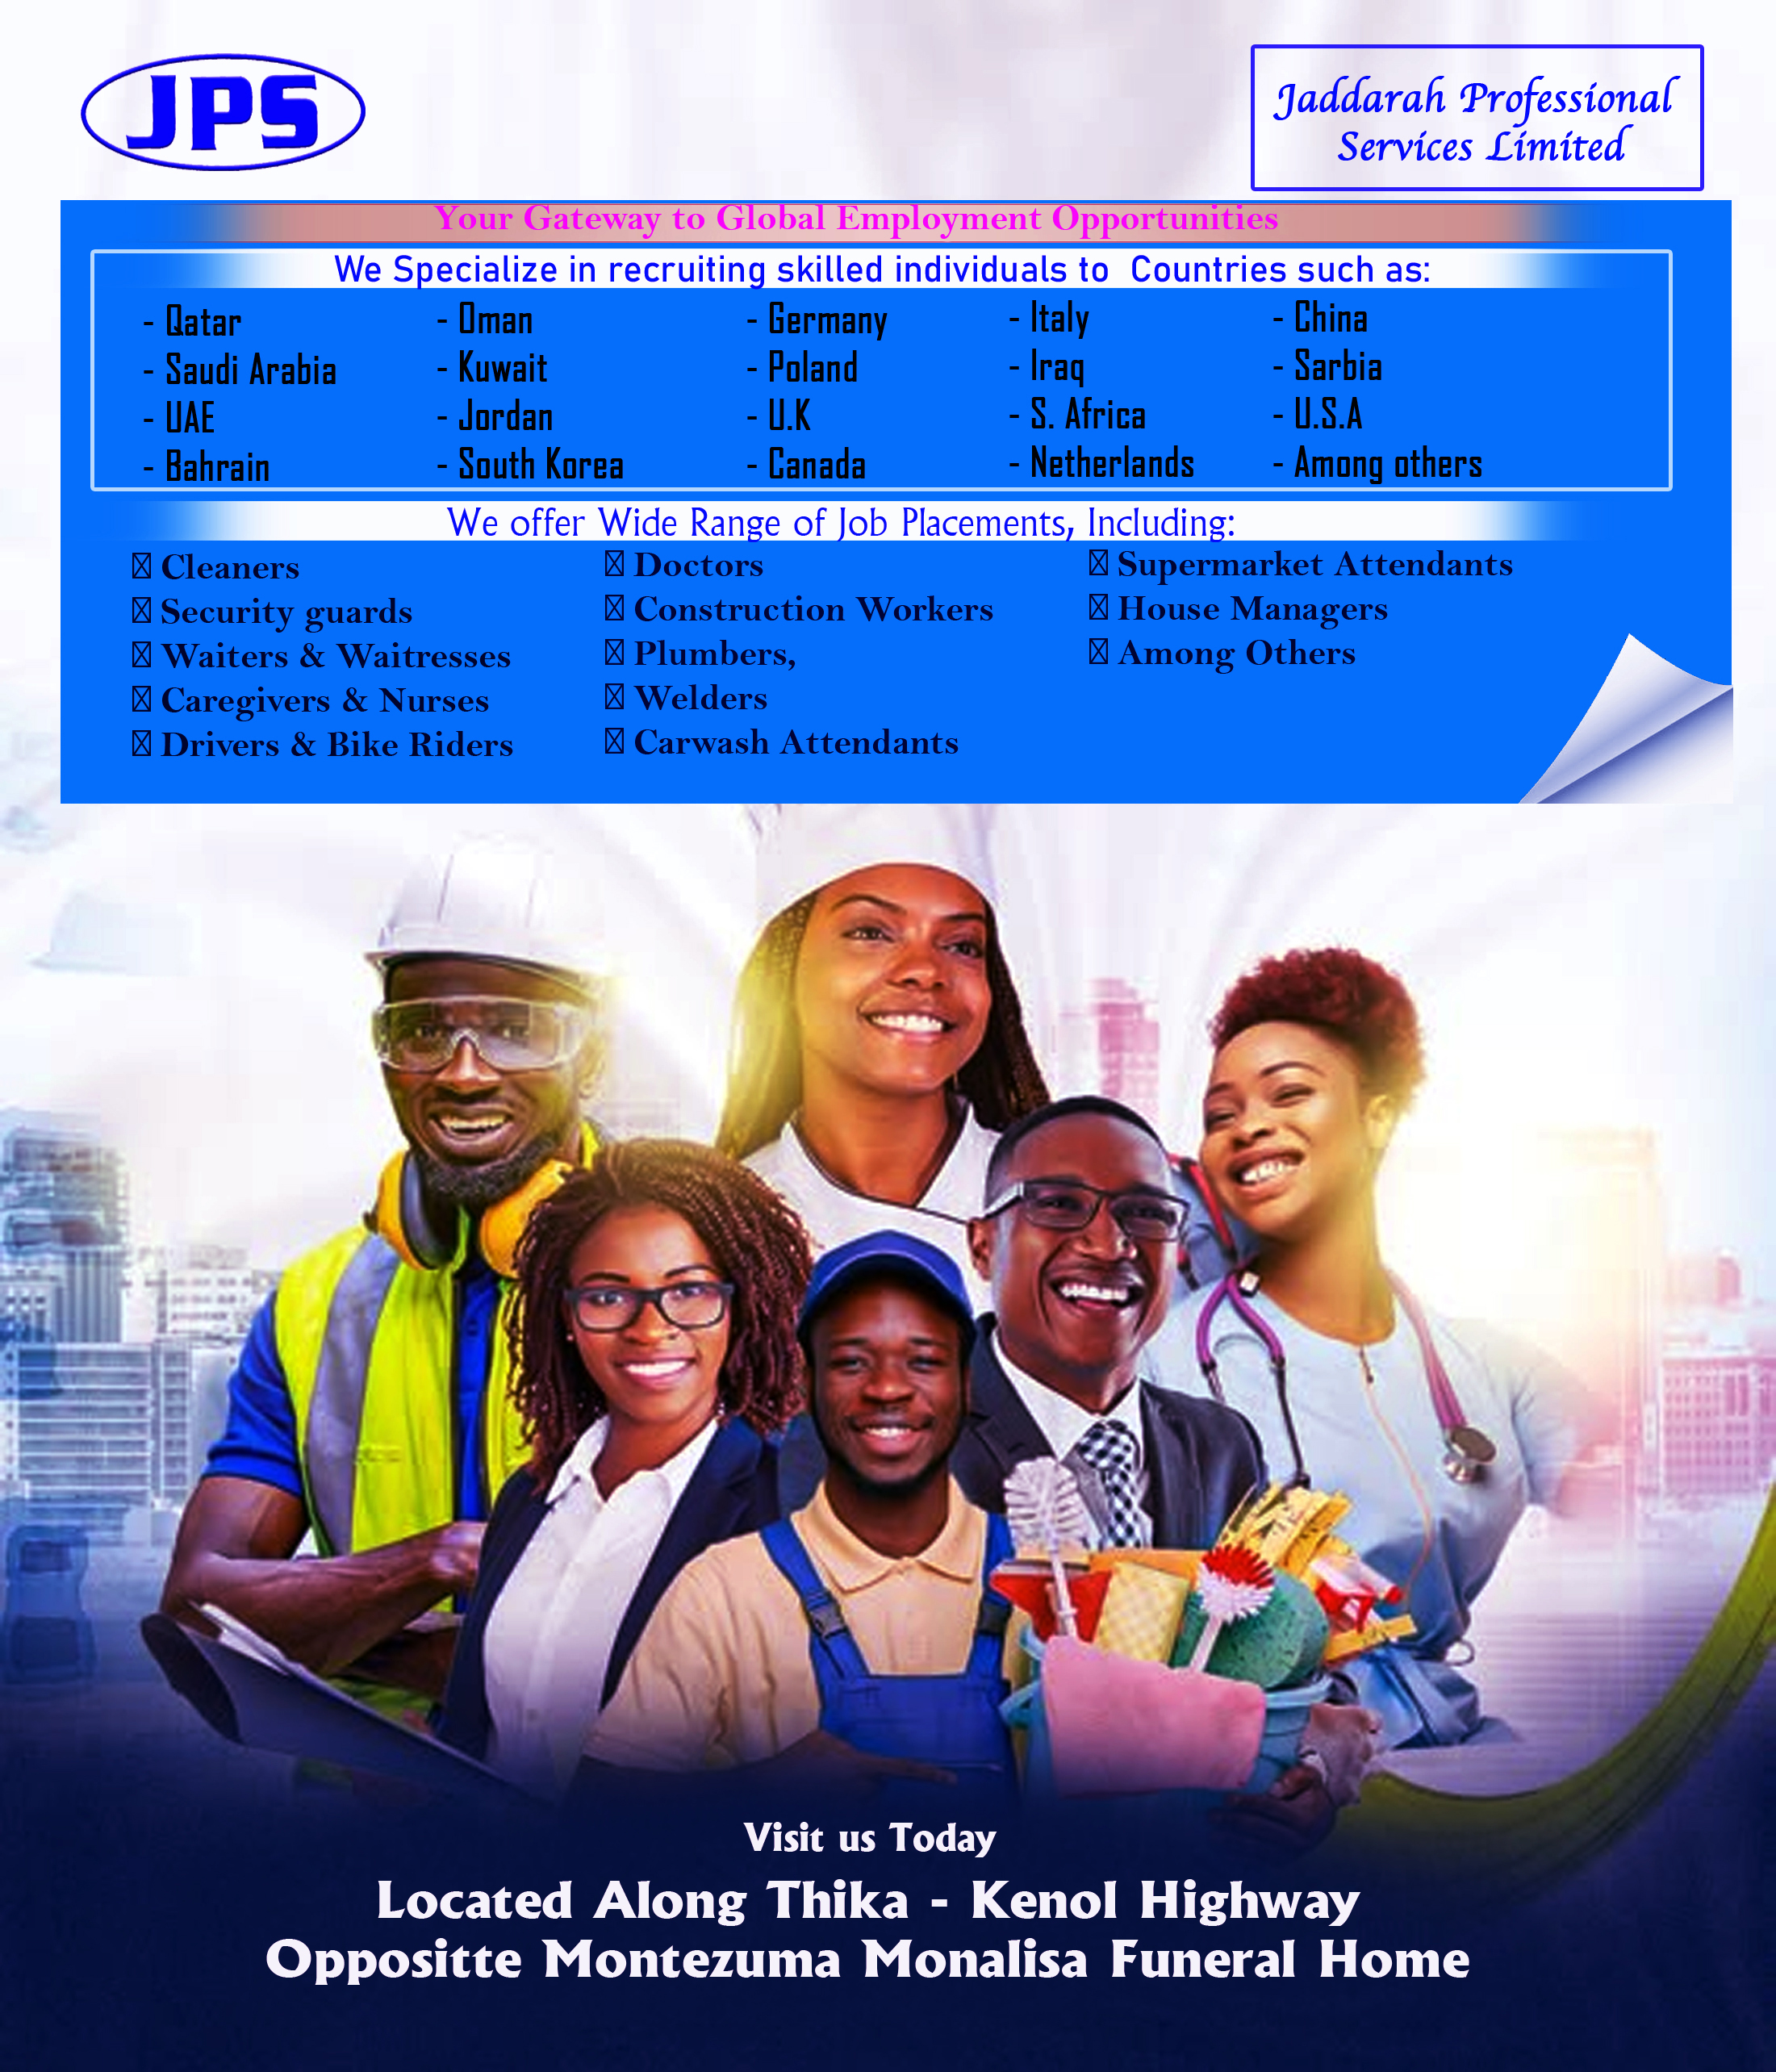 JPS
Jaddarah Professional
Services Limited
Your Gateway to Global Employment Opportunities
We Specialize in recruiting skilled individuals to Countries such as:
- Qatar
- Saudi Arabia
- UAE
- Bahrain
- Oman
- Kuwait
- Jordan
- South Korea
- Germany
- Poland
- U.K
- Canada
- Italy
- Iraq
- S. Africa
- Netherlands
- China
- Sarbia
- U.S.A
- Among others
We offer Wide Range of Job Placements, Including:
Cleaners
Security guards
Waiters & Waitresses
Caregivers & Nurses
Drivers & Bike Riders
Doctors
Construction Workers
Plumbers,
Welders
Carwash Attendants
Supermarket Attendants
House Managers
Among Others
Visit us Today
Located Along Thika - Kenol Highway
Oppositte Montezuma Monalisa Funeral Home